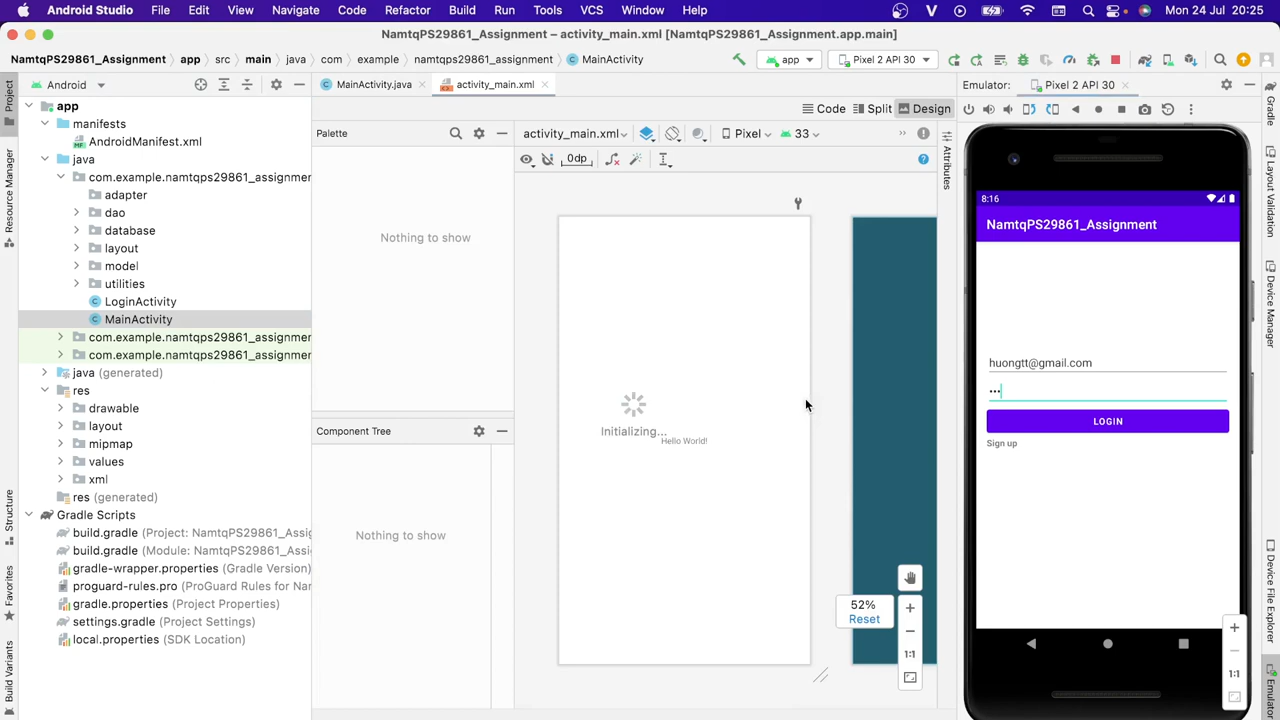 Android Studio File Edit View Navigate Code Refactor Build Run Tools VCS Window Help Mon 24 Jul 20:25
NamtqPS29861_Assignment – activity_main.xml [NamtqPS29861_Assignment.app.main]
NamtqPS29861_Assignment app src main java com example namtqps29861_assignment MainActivity app Pixel 2 API 30
Project
Android
MainActivity.java
activity_main.xml
Emulator: Pixel 2 API 30
Code Split Design
app
manifests
AndroidManifest.xml
java
com.example.namtqps29861_assignmen
adapter
dao
database
layout
model
utilities
LoginActivity
MainActivity
com.example.namtqps29861_assignmer
com.example.namtqps29861_assignmer
java (generated)
res
drawable
layout
mipmap
values
xml
res (generated)
Gradle Scripts
build.gradle (Project: NamtqPS29861_Assig
build.gradle (Module: NamtqPS29861_Assi
gradle-wrapper.properties (Gradle Version)
proguard-rules.pro (ProGuard Rules for Nar
gradle.properties (Project Properties)
settings.gradle (Project Settings)
local.properties (SDK Location)
Resource Manager
Structure
Favorites
Build Variants
Palette
Nothing to show
Component Tree
Nothing to show
activity_main.xml Pixel 33
0dp
Attributes
Initializing...
Hello World!
52%
Reset
1:1
8:16
NamtqPS29861_Assignment
huongtt@gmail.com
•••
LOGIN
Sign up
1:1
Gradle
Layout Validation
Device Manager
Device File Explorer
Emulator